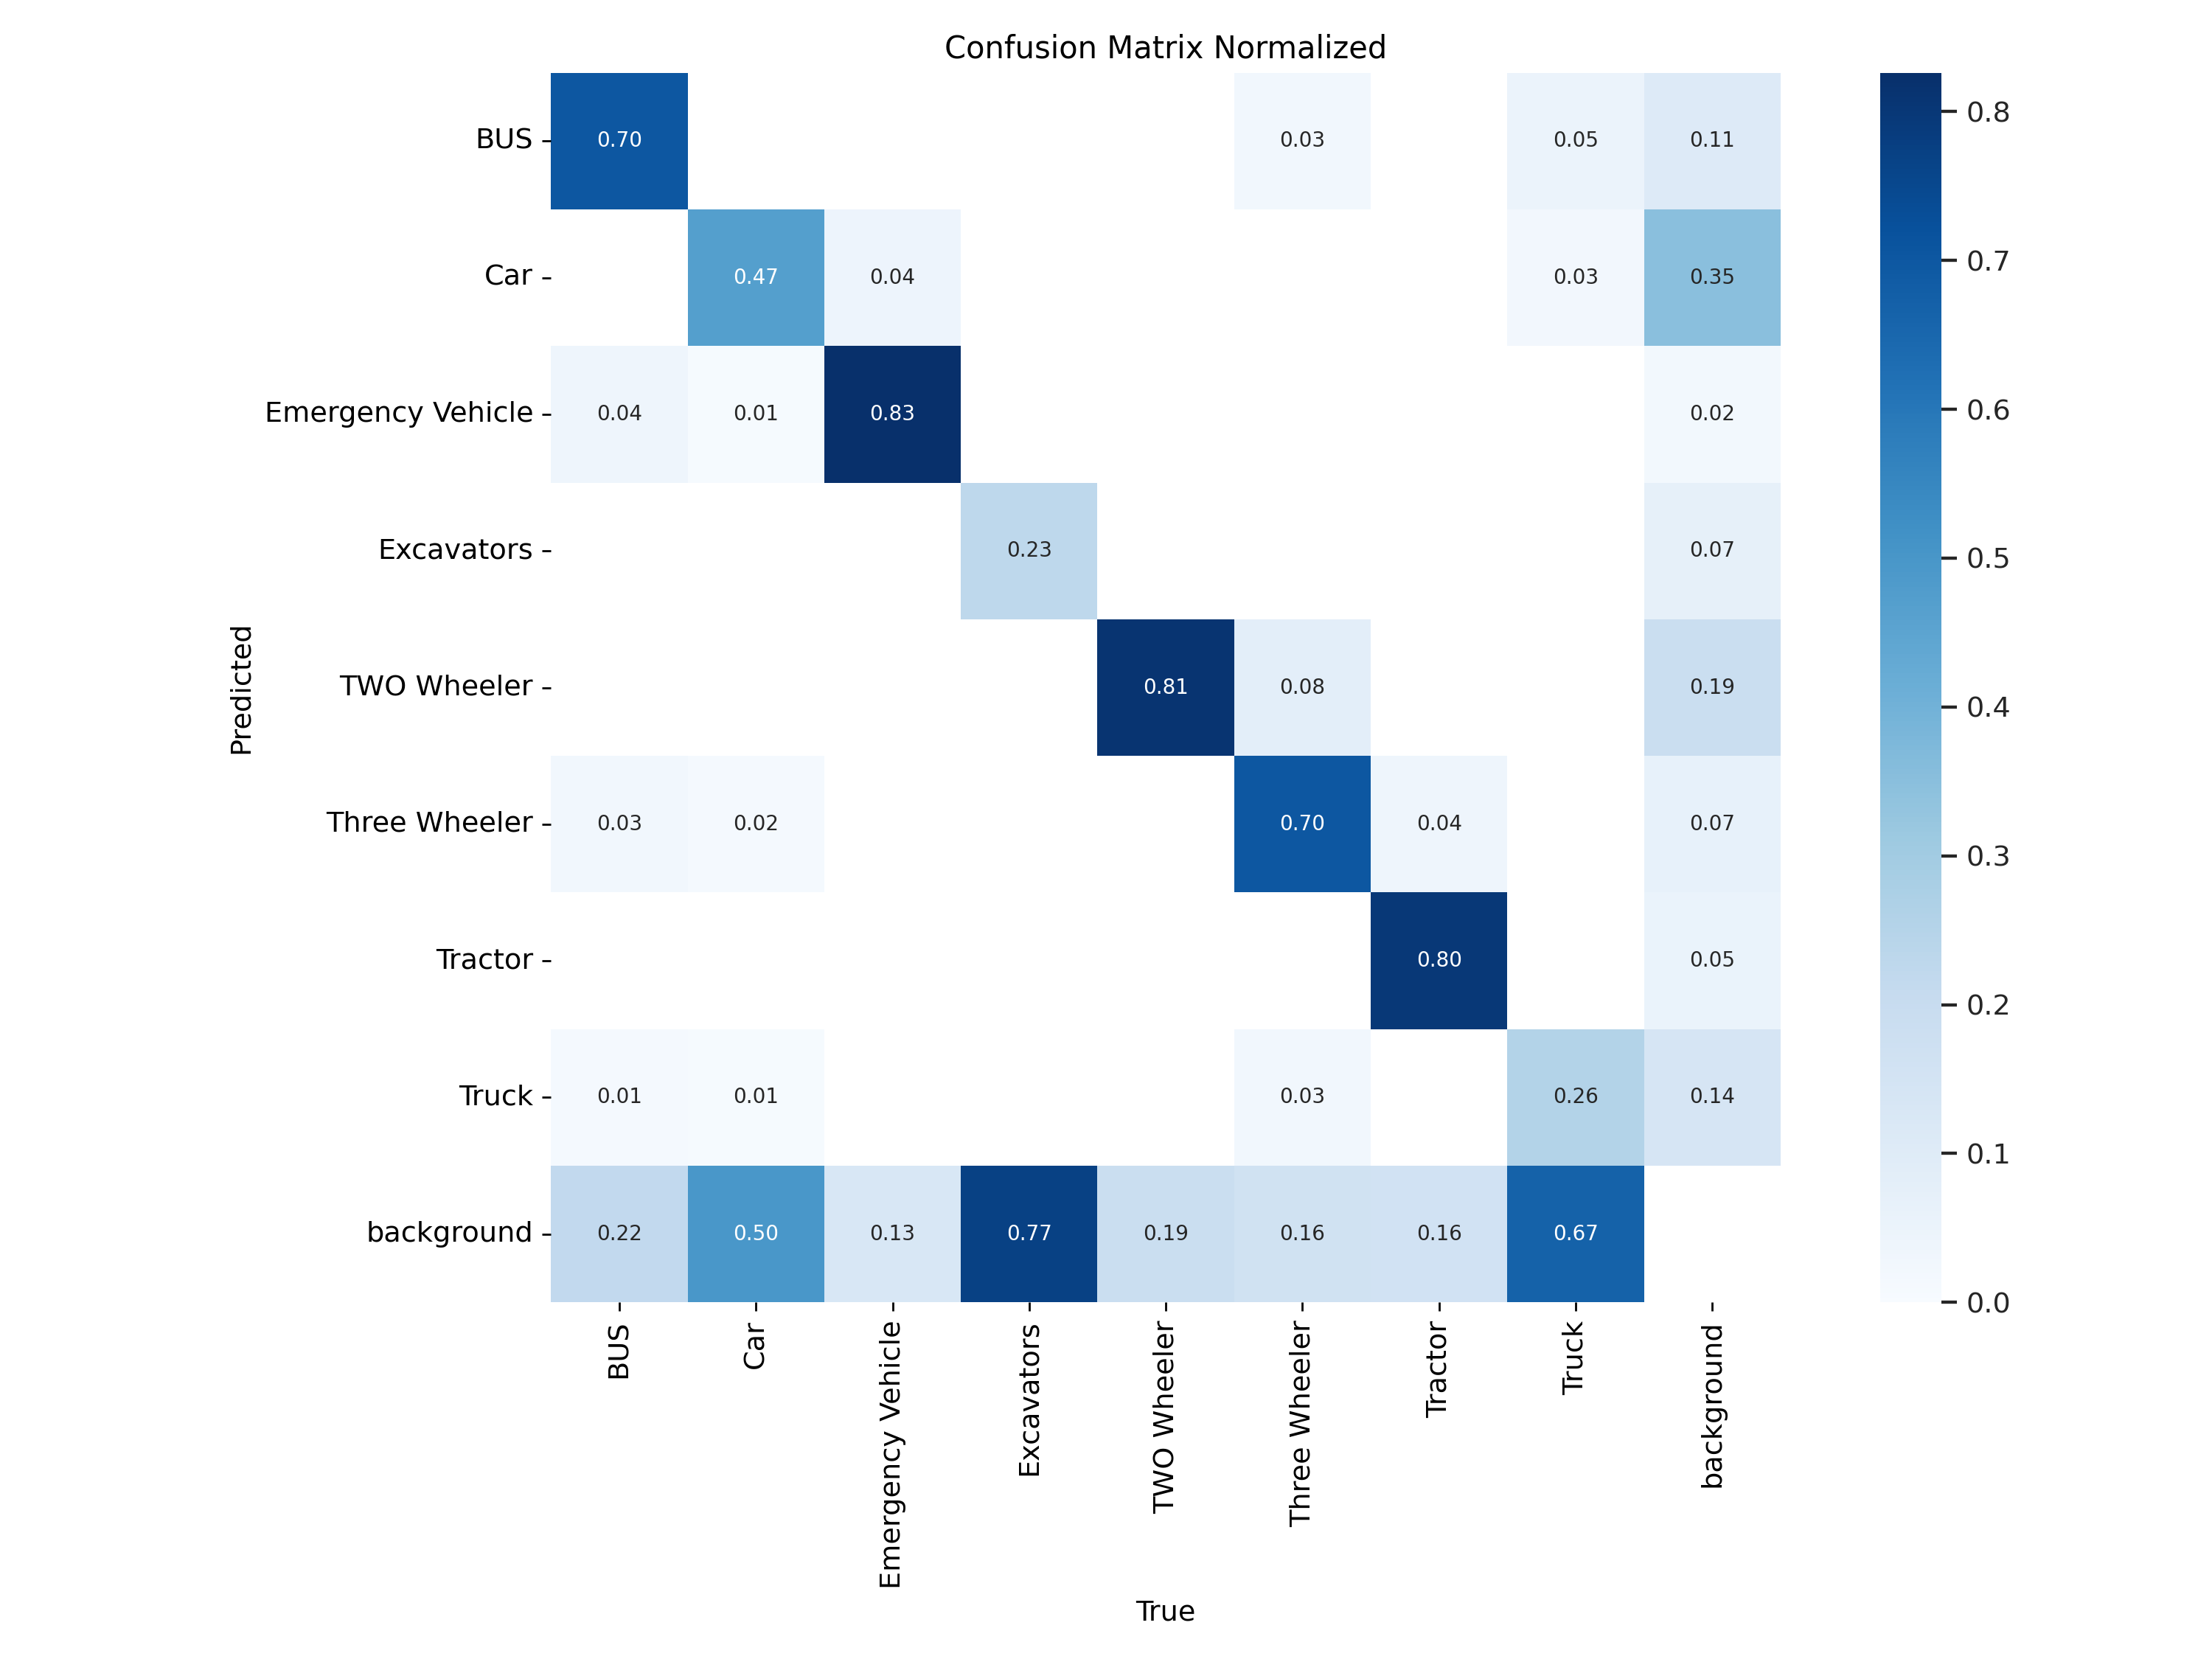 Confusion Matrix Normalized
BUS 0.70 0.03 0.05 0.11
Car 0.47 0.04 0.03 0.35
Emergency Vehicle 0.04 0.01 0.83 0.02
Excavators 0.23 0.07
TWO Wheeler 0.81 0.08 0.19
Three Wheeler 0.03 0.02 0.70 0.04 0.07
Tractor 0.80 0.05
Truck 0.01 0.01 0.03 0.26 0.14
background 0.22 0.50 0.13 0.77 0.19 0.16 0.16 0.67
Predicted
BUS
Car
Emergency Vehicle
Excavators
TWO Wheeler
Three Wheeler
Tractor
Truck
background
True
0.8
0.7
0.6
0.5
0.4
0.3
0.2
0.1
0.0